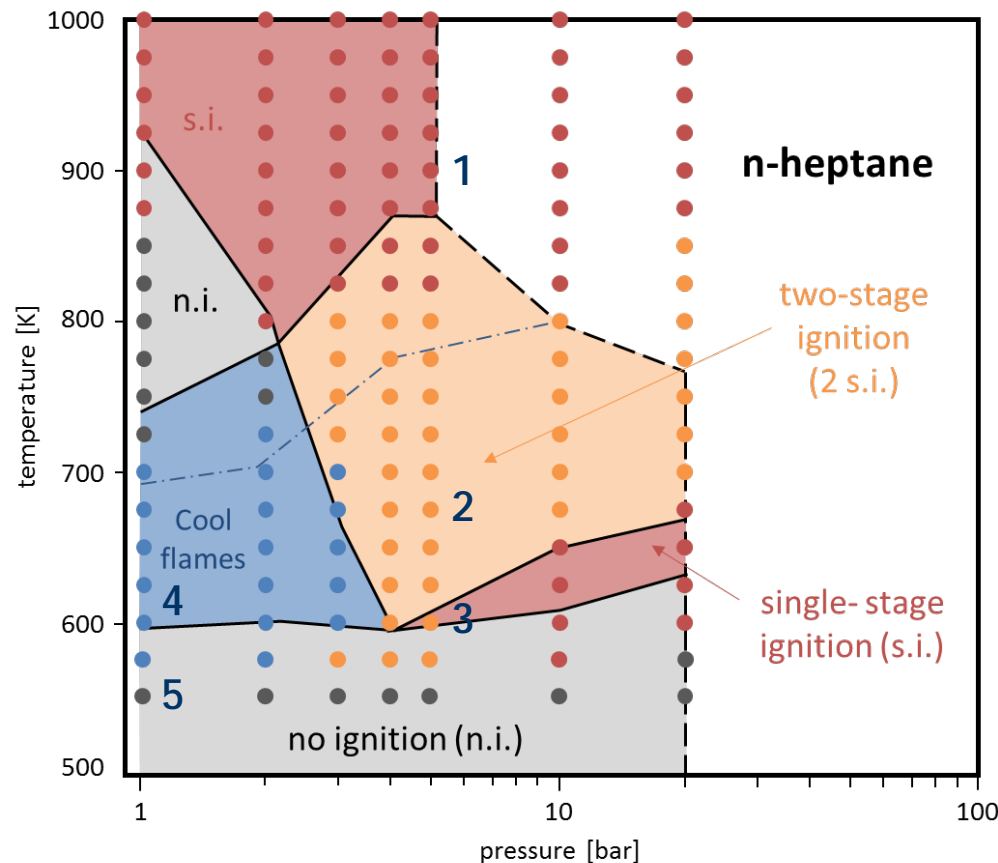 1000
900
800
700
600
500
temperature [K]
s.i.
n.i.
Cool
flames
1
2
3
4
5
n-heptane
two-stage
ignition
(2 s.i.)
single- stage
ignition (s.i.)
no ignition (n.i.)
1
10
100
pressure [bar]